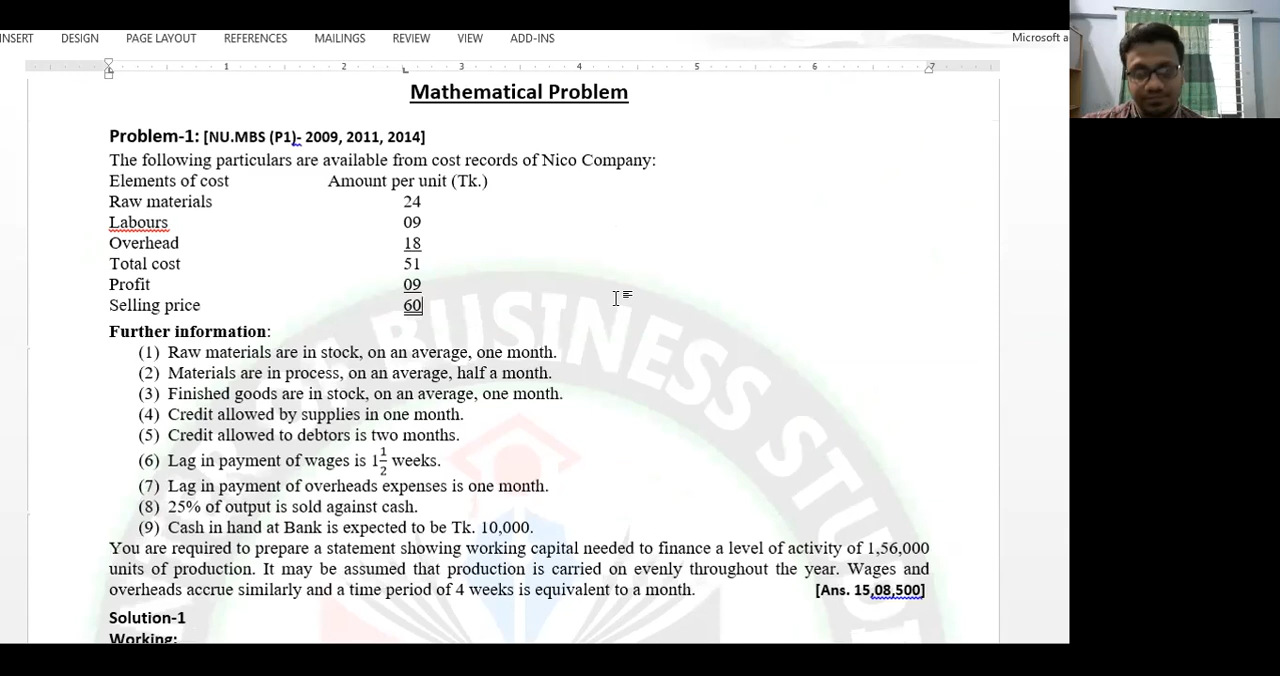 INSERT DESIGN PAGE LAYOUT REFERENCES MAILINGS REVIEW VIEW ADD-INS Microsoft a
1 2 3 4 5 6 7
Mathematical Problem
Problem-1: [NU.MBS (P1)- 2009, 2011, 2014]
The following particulars are available from cost records of Nico Company:
Elements of cost Amount per unit (Tk.)
Raw materials 24
Labours 09
Overhead 18
Total cost 51
Profit 09
Selling price 60
Further information:
(1) Raw materials are in stock, on an average, one month.
(2) Materials are in process, on an average, half a month.
(3) Finished goods are in stock, on an average, one month.
(4) Credit allowed by supplies in one month.
(5) Credit allowed to debtors is two months.
(6) Lag in payment of wages is 1 1/2 weeks.
(7) Lag in payment of overheads expenses is one month.
(8) 25% of output is sold against cash.
(9) Cash in hand at Bank is expected to be Tk. 10,000.
You are required to prepare a statement showing working capital needed to finance a level of activity of 1,56,000
units of production. It may be assumed that production is carried on evenly throughout the year. Wages and
overheads accrue similarly and a time period of 4 weeks is equivalent to a month. [Ans. 15,08,500]
Solution-1
Working:
BUSINESS STUD